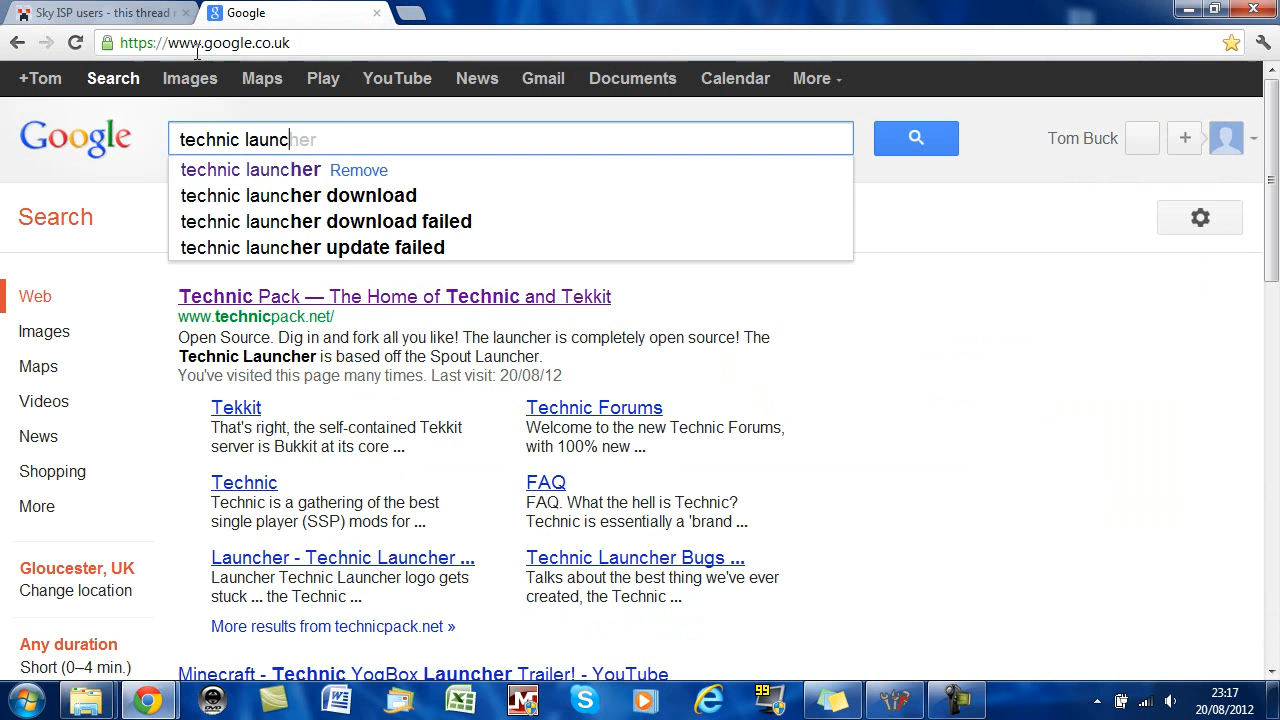 Sky ISP users - this thread r
Google
https://www.google.co.uk
+Tom Search Images Maps Play YouTube News Gmail Documents Calendar More
Google
technic launcher
Tom Buck
+
technic launcher Remove
technic launcher download
technic launcher download failed
technic launcher update failed
Search
Web
Images
Maps
Videos
News
Shopping
More
Gloucester, UK
Change location
Any duration
Short (0–4 min.)
Technic Pack — The Home of Technic and Tekkit
www.technicpack.net/
Open Source. Dig in and fork all you like! The launcher is completely open source! The
Technic Launcher is based off the Spout Launcher.
You've visited this page many times. Last visit: 20/08/12
Tekkit
That's right, the self-contained Tekkit
server is Bukkit at its core ...
Technic Forums
Welcome to the new Technic Forums,
with 100% new ...
Technic
Technic is a gathering of the best
single player (SSP) mods for ...
FAQ
FAQ. What the hell is Technic?
Technic is essentially a 'brand ...
Launcher - Technic Launcher ...
Launcher Technic Launcher logo gets
stuck ... the Technic ...
Technic Launcher Bugs ...
Talks about the best thing we've ever
created, the Technic ...
More results from technicpack.net »
Minecraft - Technic YogBox Launcher Trailer! - YouTube
99
23:17
20/08/2012